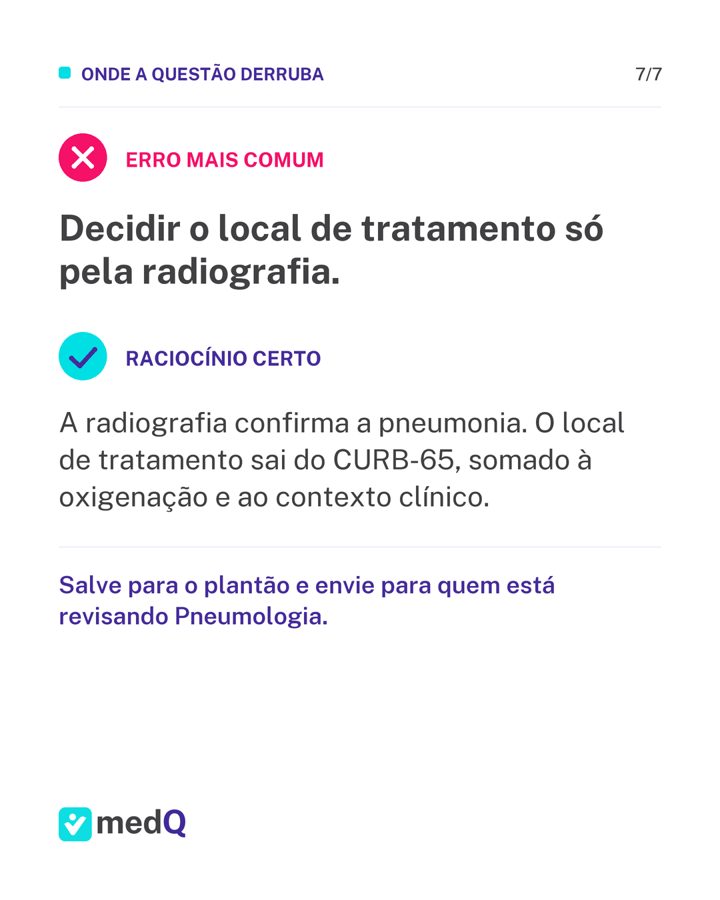 ONDE A QUESTÃO DERRUBA
7/7
ERRO MAIS COMUM
Decidir o local de tratamento só
pela radiografia.
RACIOCÍNIO CERTO
A radiografia confirma a pneumonia. O local
de tratamento sai do CURB-65, somado à
oxigenação e ao contexto clínico.
Salve para o plantão e envie para quem está
revisando Pneumologia.
medQ